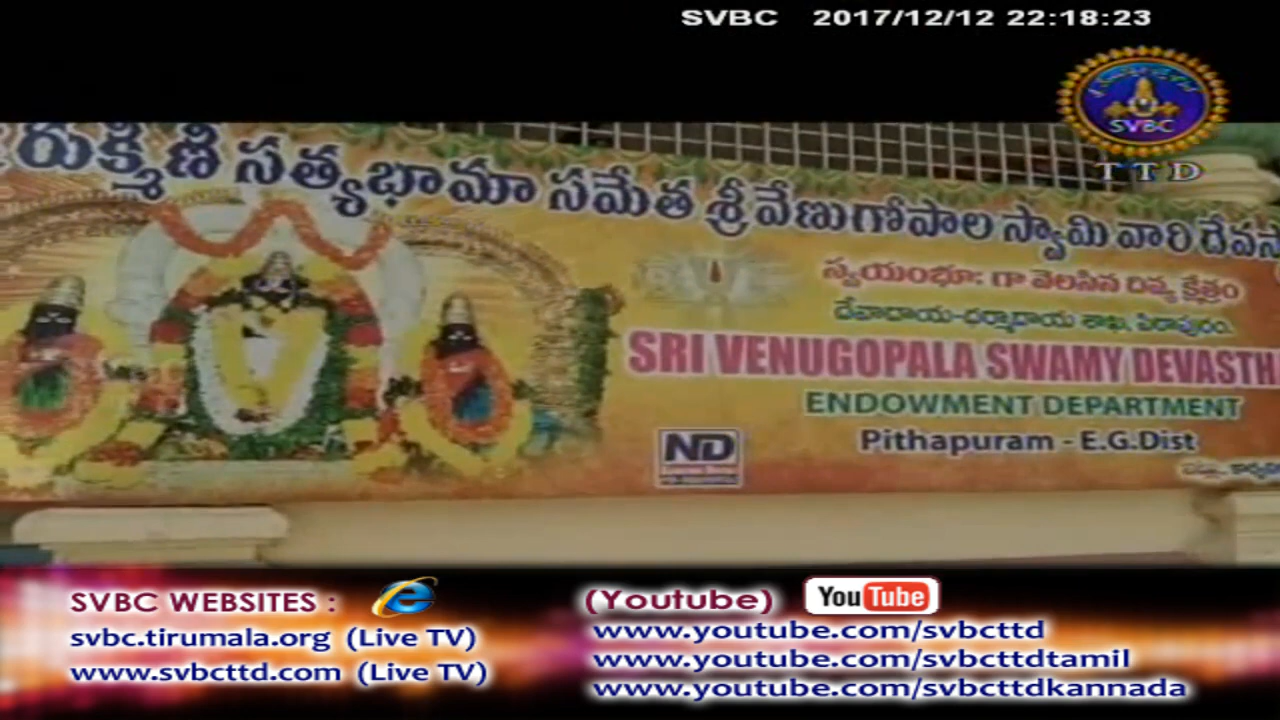 SVBC 2017/12/12 22:18:23
SVBC
TTD
రుక్మిణి సత్యభామా సమేత శ్రీ వేణుగోపాల స్వామి వారి
స్వయంభూ: గా వెలసిన దివ్య క్షేత్రం
దేవాదాయ-ధర్మాదాయ శాఖ,
SRI VENUGOPALA SWAMY DEVASTH
ENDOWMENT DEPARTMENT
Pithapuram - E.G.Dist
ND
SVBC WEBSITES :
svbc.tirumala.org (Live TV)
www.svbcttd.com (Live TV)
(Youtube) YouTube
www.youtube.com/svbcttd
www.youtube.com/svbcttdtamil
www.youtube.com/svbcttdkannada